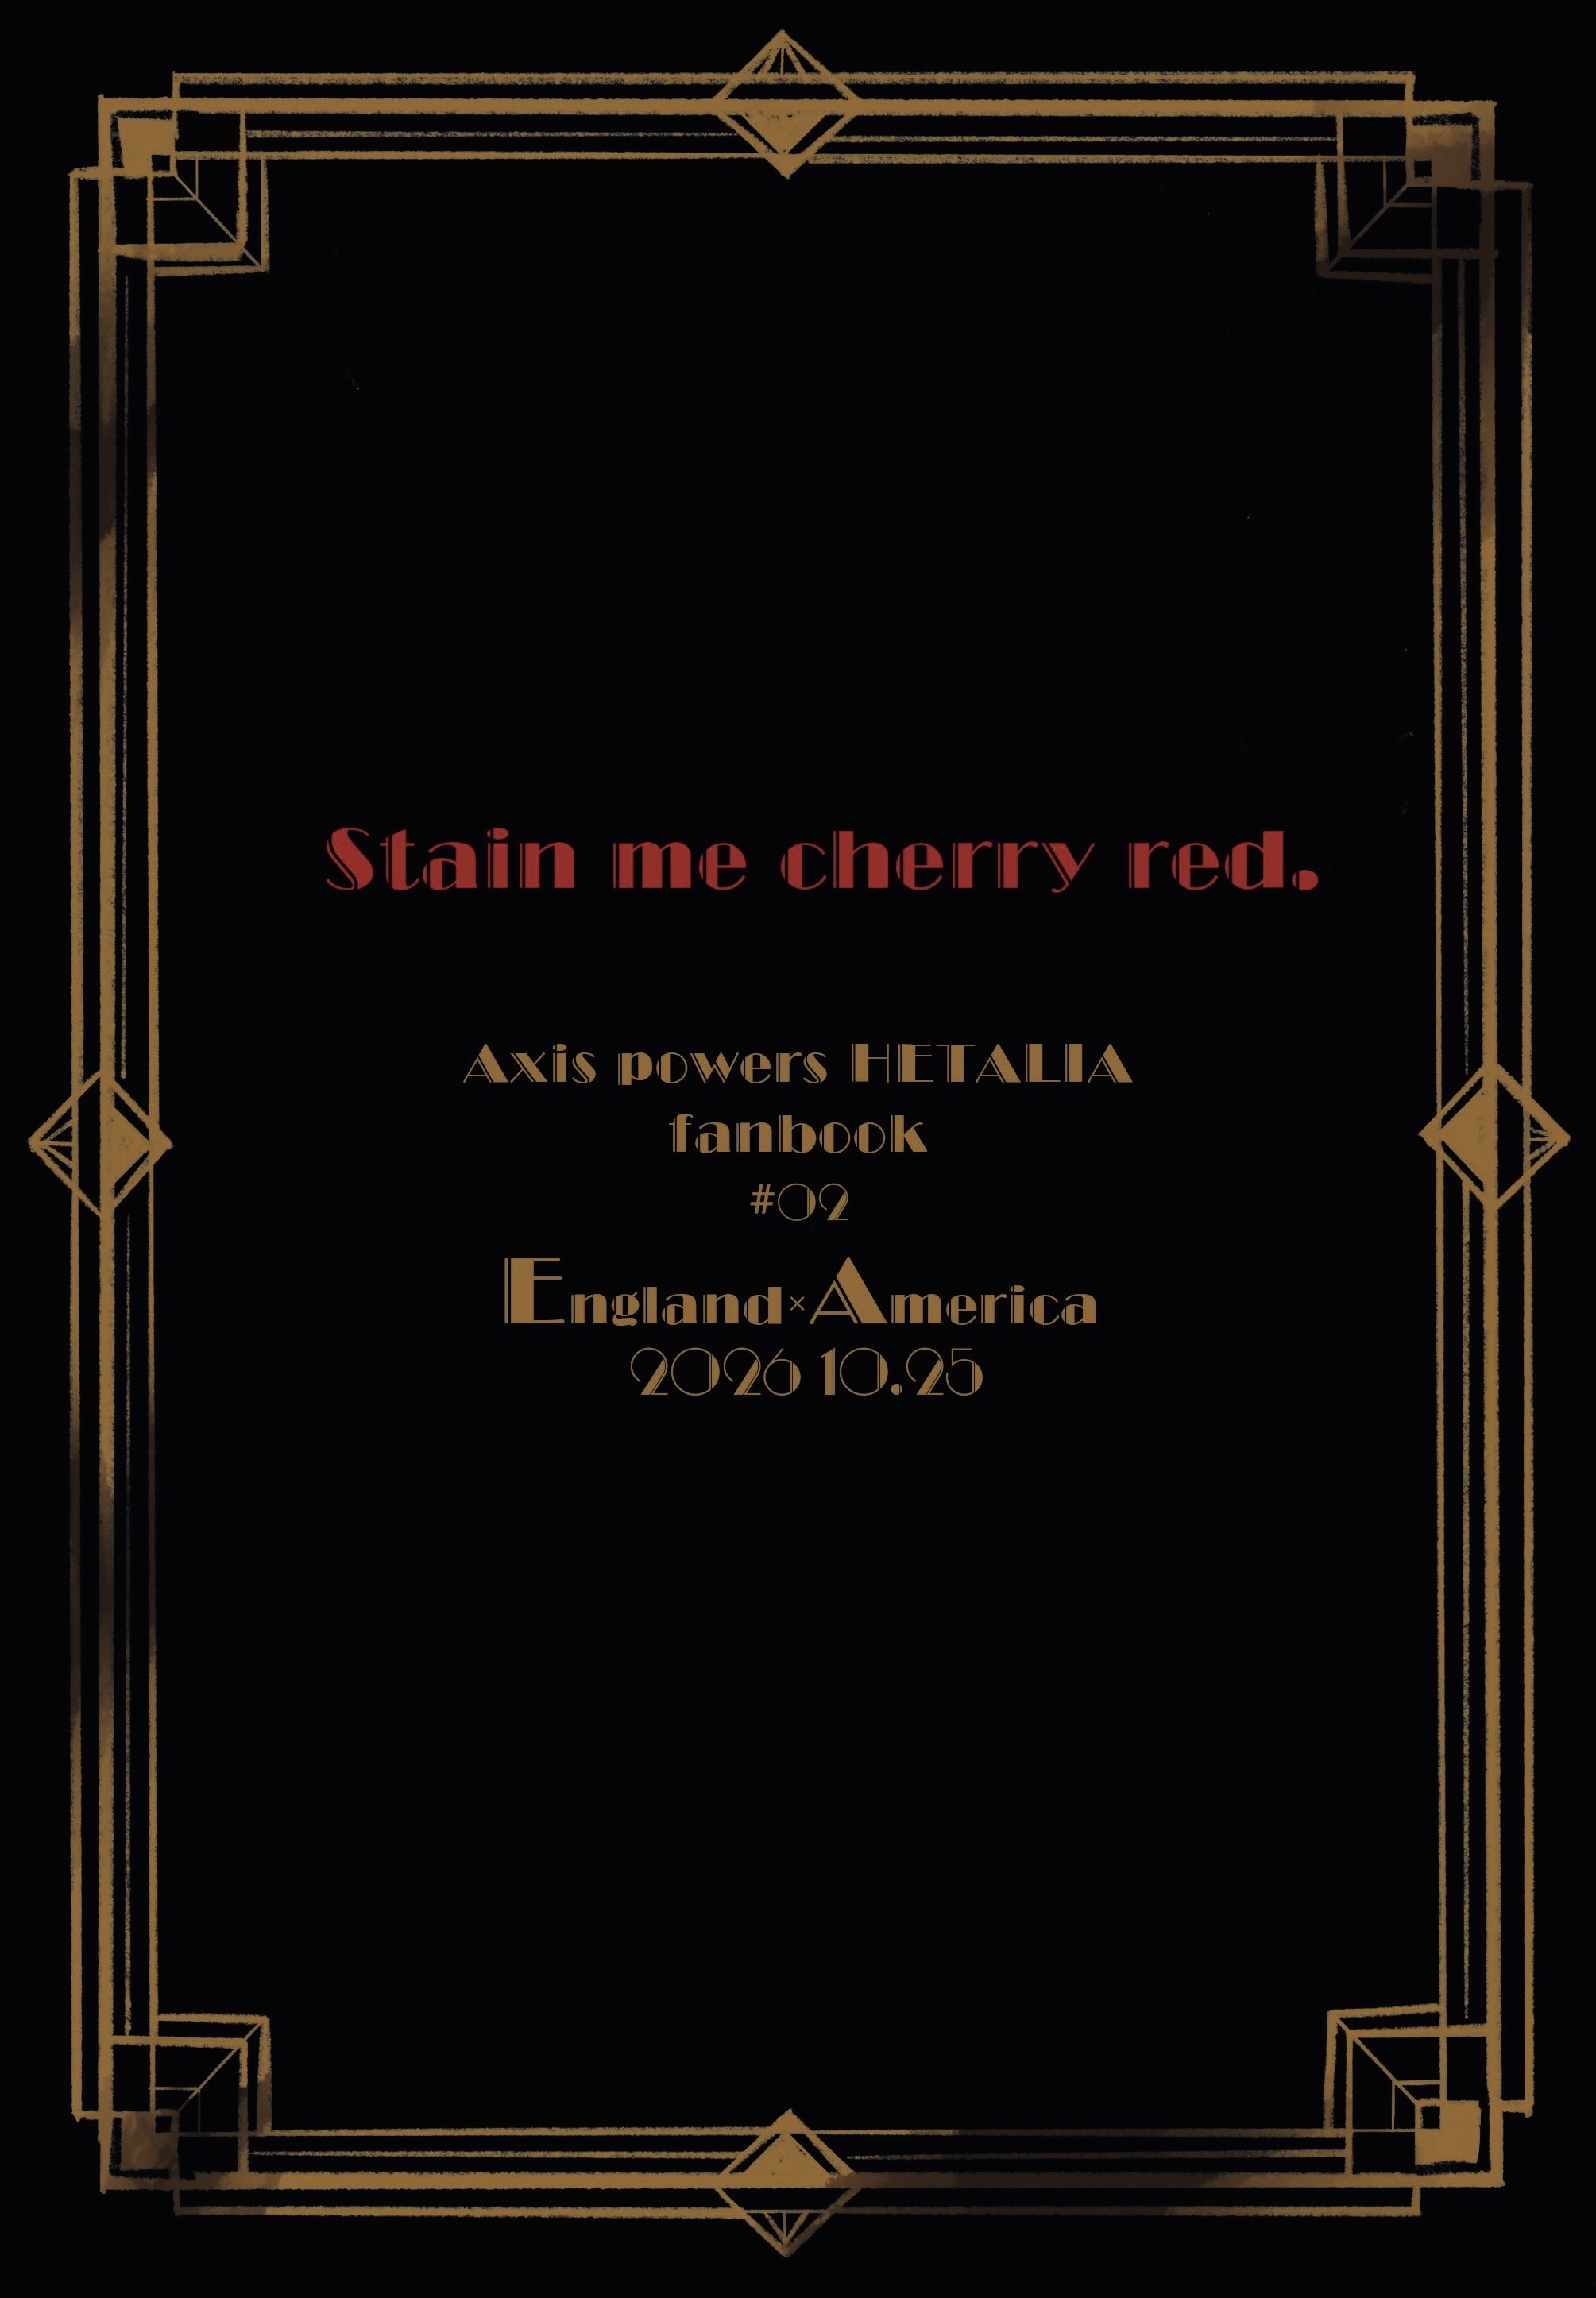 Stain me cherry red.
Axis powers HETALIA
fanbook
#02
England×America
2026 10.25